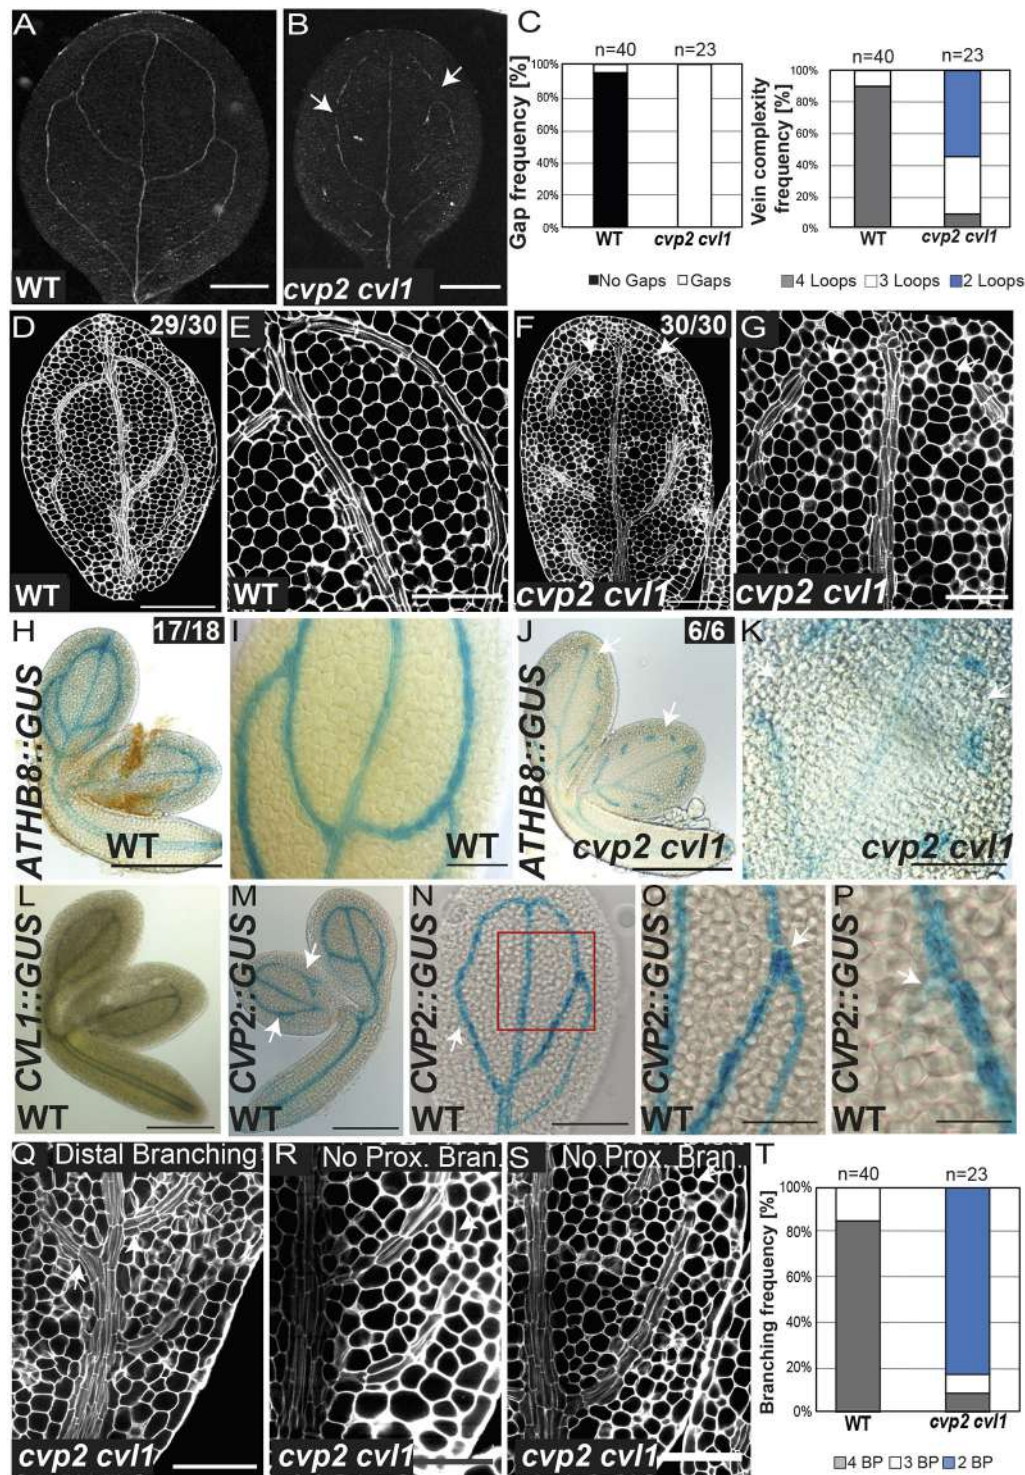 A
WT
B
cvp2 cvl1
C
n=40 n=23
Gap frequency [%]
100%
80%
60%
40%
20%
0%
WT cvp2 cvl1
No Gaps Gaps
n=40 n=23
Vein complexity
frequency [%]
100%
80%
60%
40%
20%
0%
WT cvp2 cvl1
4 Loops 3 Loops 2 Loops
D 29/30
WT
E
WT
F 30/30
cvp2 cvl1
G
cvp2 cvl1
H 17/18
ATHB8::GUS
WT
I
WT
J 6/6
ATHB8::GUS
cvp2 cvl1
K
cvp2 cvl1
L
CVL1::GUS
WT
M
CVP2::GUS
WT
N
CVP2::GUS
WT
O
CVP2::GUS
WT
P
CVP2::GUS
WT
Q Distal Branching
cvp2 cvl1
R No Prox. Bran.
cvp2 cvl1
S No Prox. Bran.
cvp2 cvl1
T
n=40 n=23
Branching frequency [%]
100%
80%
60%
40%
20%
0%
WT cvp2 cvl1
4 BP 3 BP 2 BP